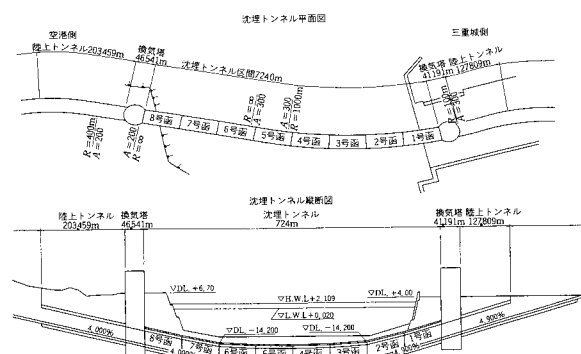 沈埋トンネル平面図
空港側
三重城側
陸上トンネル203459m
換気塔
46541m
沈埋トンネル区間7240m
換気塔 陸上トンネル
41191m 127809m
R=∞
A=300
A=300
R=1000m
R=400m
A=200
A=200
R=∞
8号函 7号函 6号函 5号函 4号函 3号函 2号函 1号函
沈埋トンネル縦断図
陸上トンネル 換気塔
203,459m 46541m
沈埋トンネル
724m
換気塔 陸上トンネル
41,191m 127809m
▽DL.+6.70
▽DL.+4.00
▽H.W.L+2.109
▽L.W.L+0.020
▽DL.-14.200 ▽DL.-14.200
4.000%
4.900%
8号函 7号函 6号函 5号函 4号函 3号函 2号函 1号函
4.000%